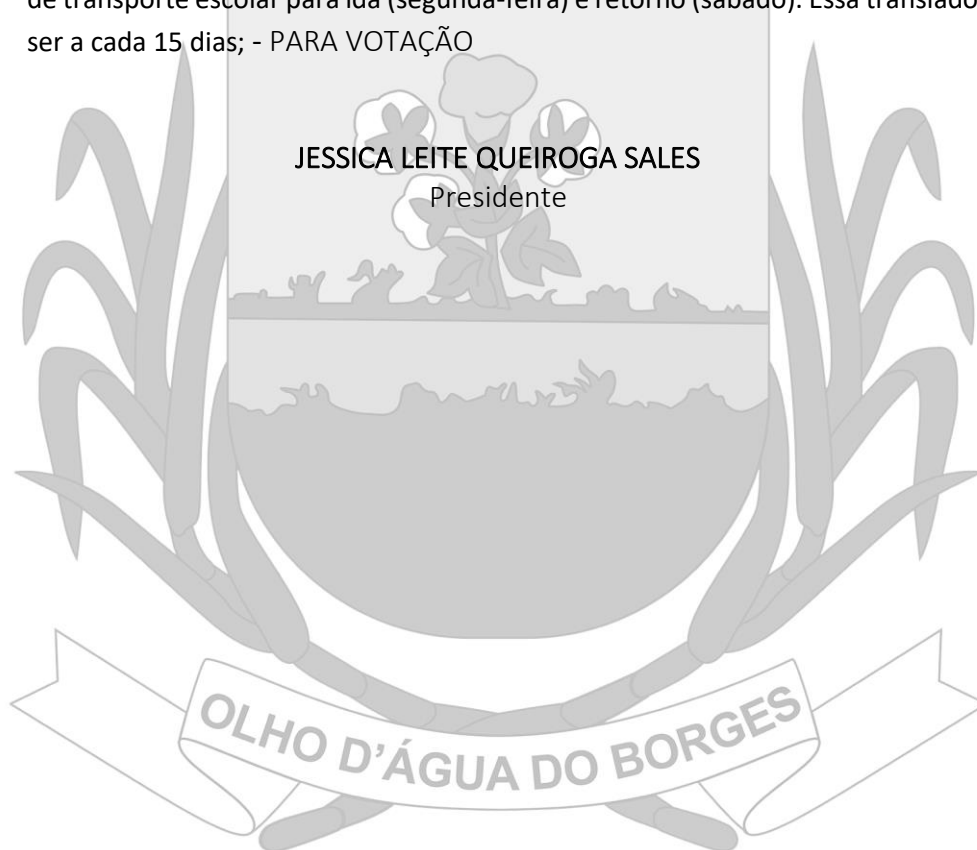 de transporte escolar para ida (segunda-feira) e retorno (sábado). Essa translado
ser a cada 15 dias; - PARA VOTAÇÃO
JESSICA LEITE QUEIROGA SALES
Presidente
OLHO D'ÁGUA DO BORGES